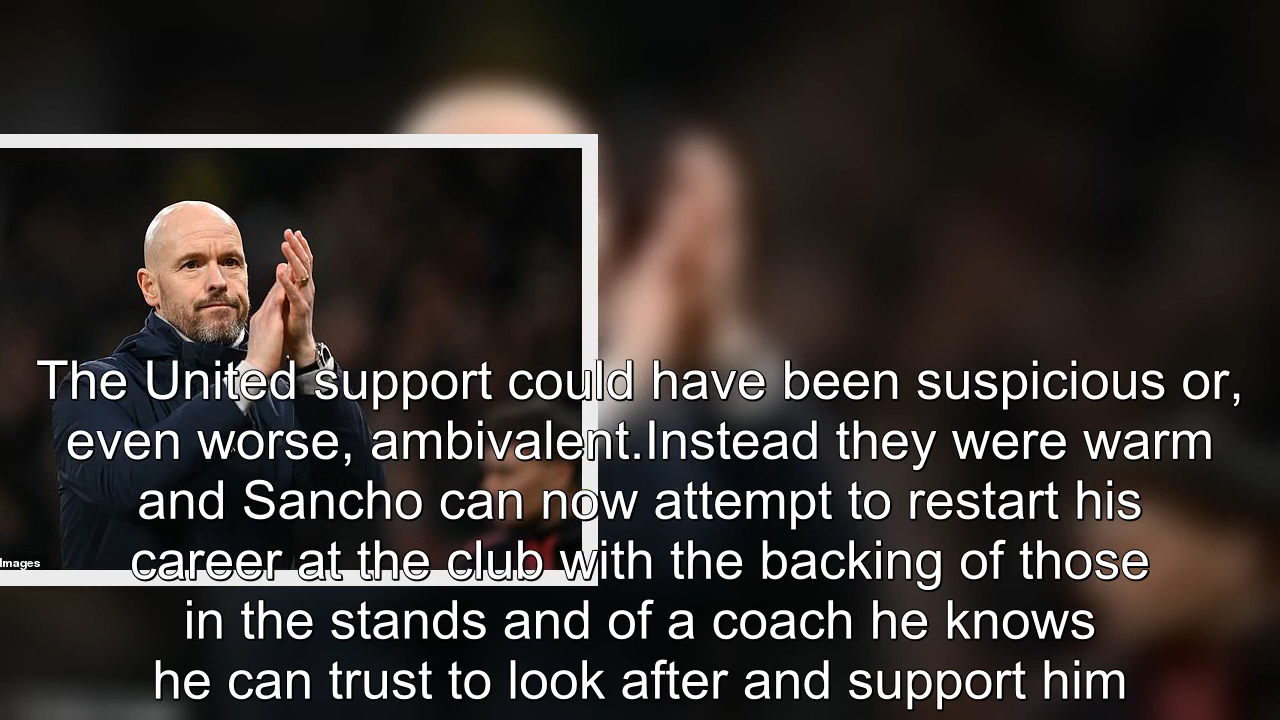 The United support could have been suspicious or,
even worse, ambivalent.Instead they were warm
and Sancho can now attempt to restart his
career at the club with the backing of those
Images
in the stands and of a coach he knows
he can trust to look after and support him